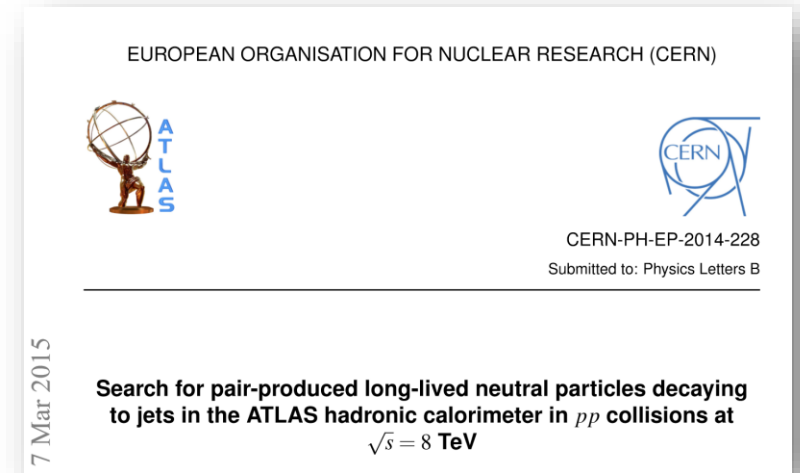 EUROPEAN ORGANISATION FOR NUCLEAR RESEARCH (CERN)
ATLAS
CERN
CERN-PH-EP-2014-228
Submitted to: Physics Letters B
7 Mar 2015
Search for pair-produced long-lived neutral particles decaying
to jets in the ATLAS hadronic calorimeter in pp collisions at
√s = 8 TeV